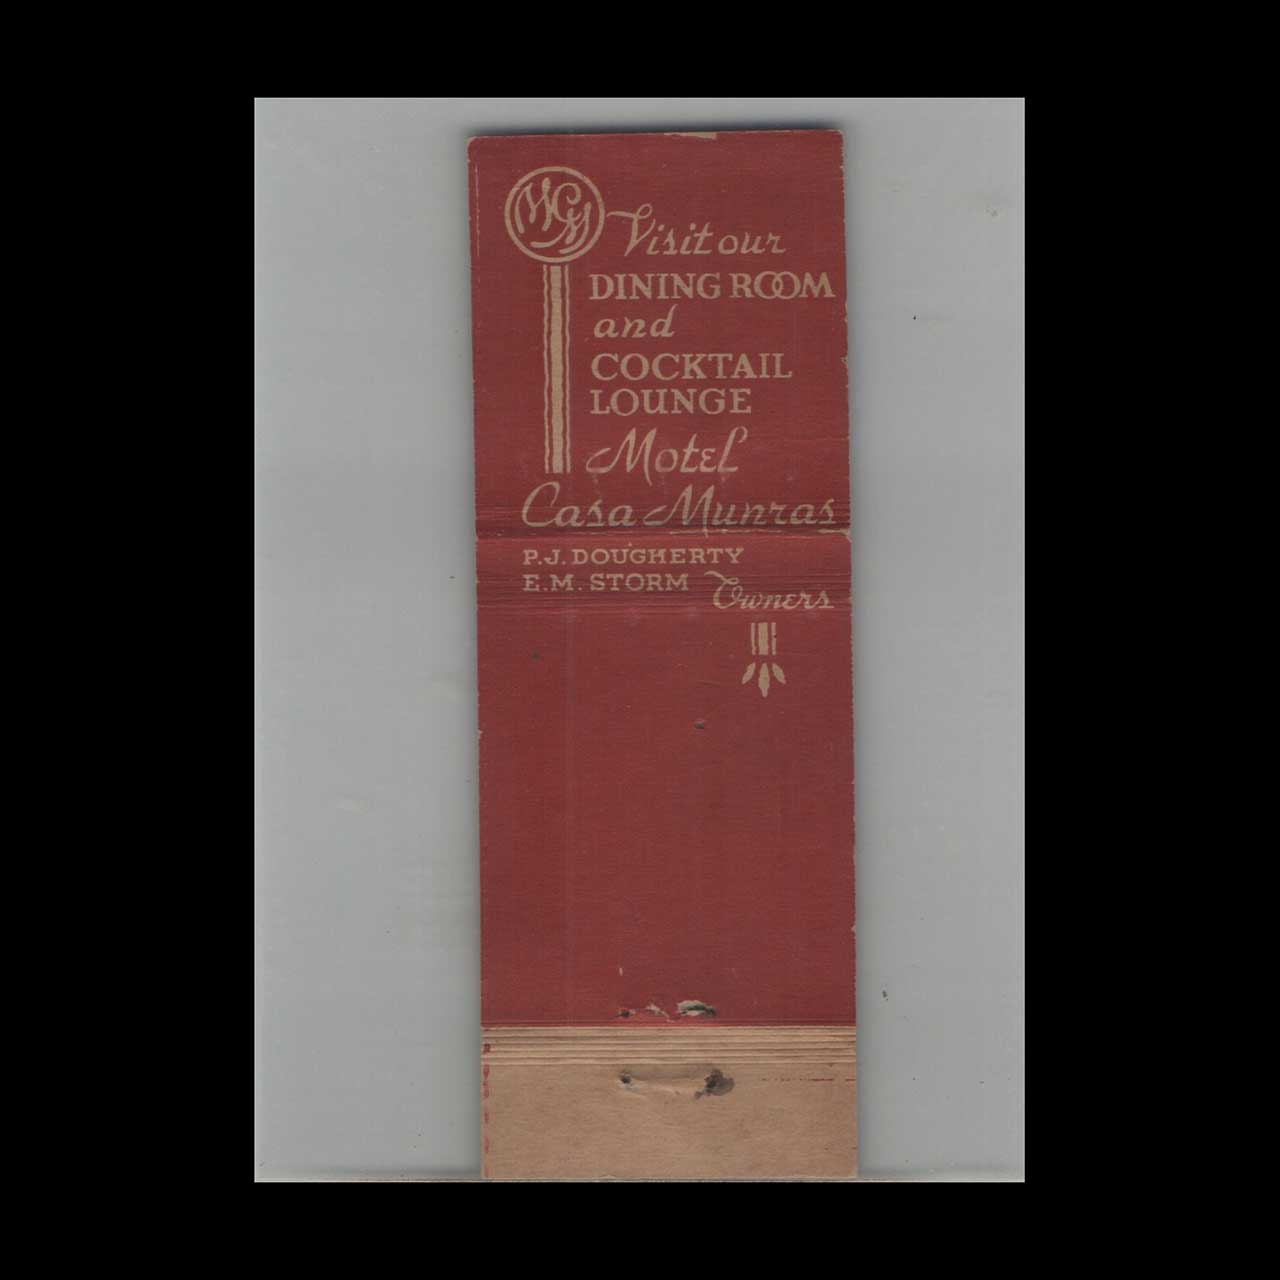 MCM
Visit our
DINING ROOM
and
COCKTAIL
LOUNGE
Motel
Casa Munras
P.J. DOUGHERTY
E.M. STORM
Owners